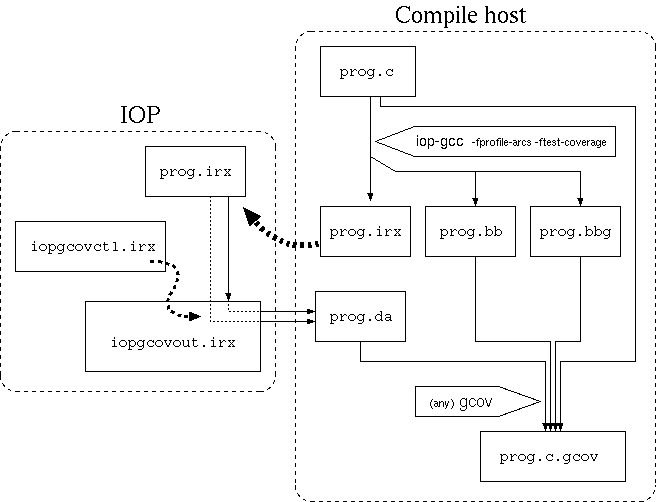 Compile host
prog.c
IOP
iop-gcc -fprofile-arcs -ftest-coverage
prog.irx
prog.irx
prog.bb
prog.bbg
iopgcovctl.irx
prog.da
iopgcovout.irx
(any) gcov
prog.c.gcov